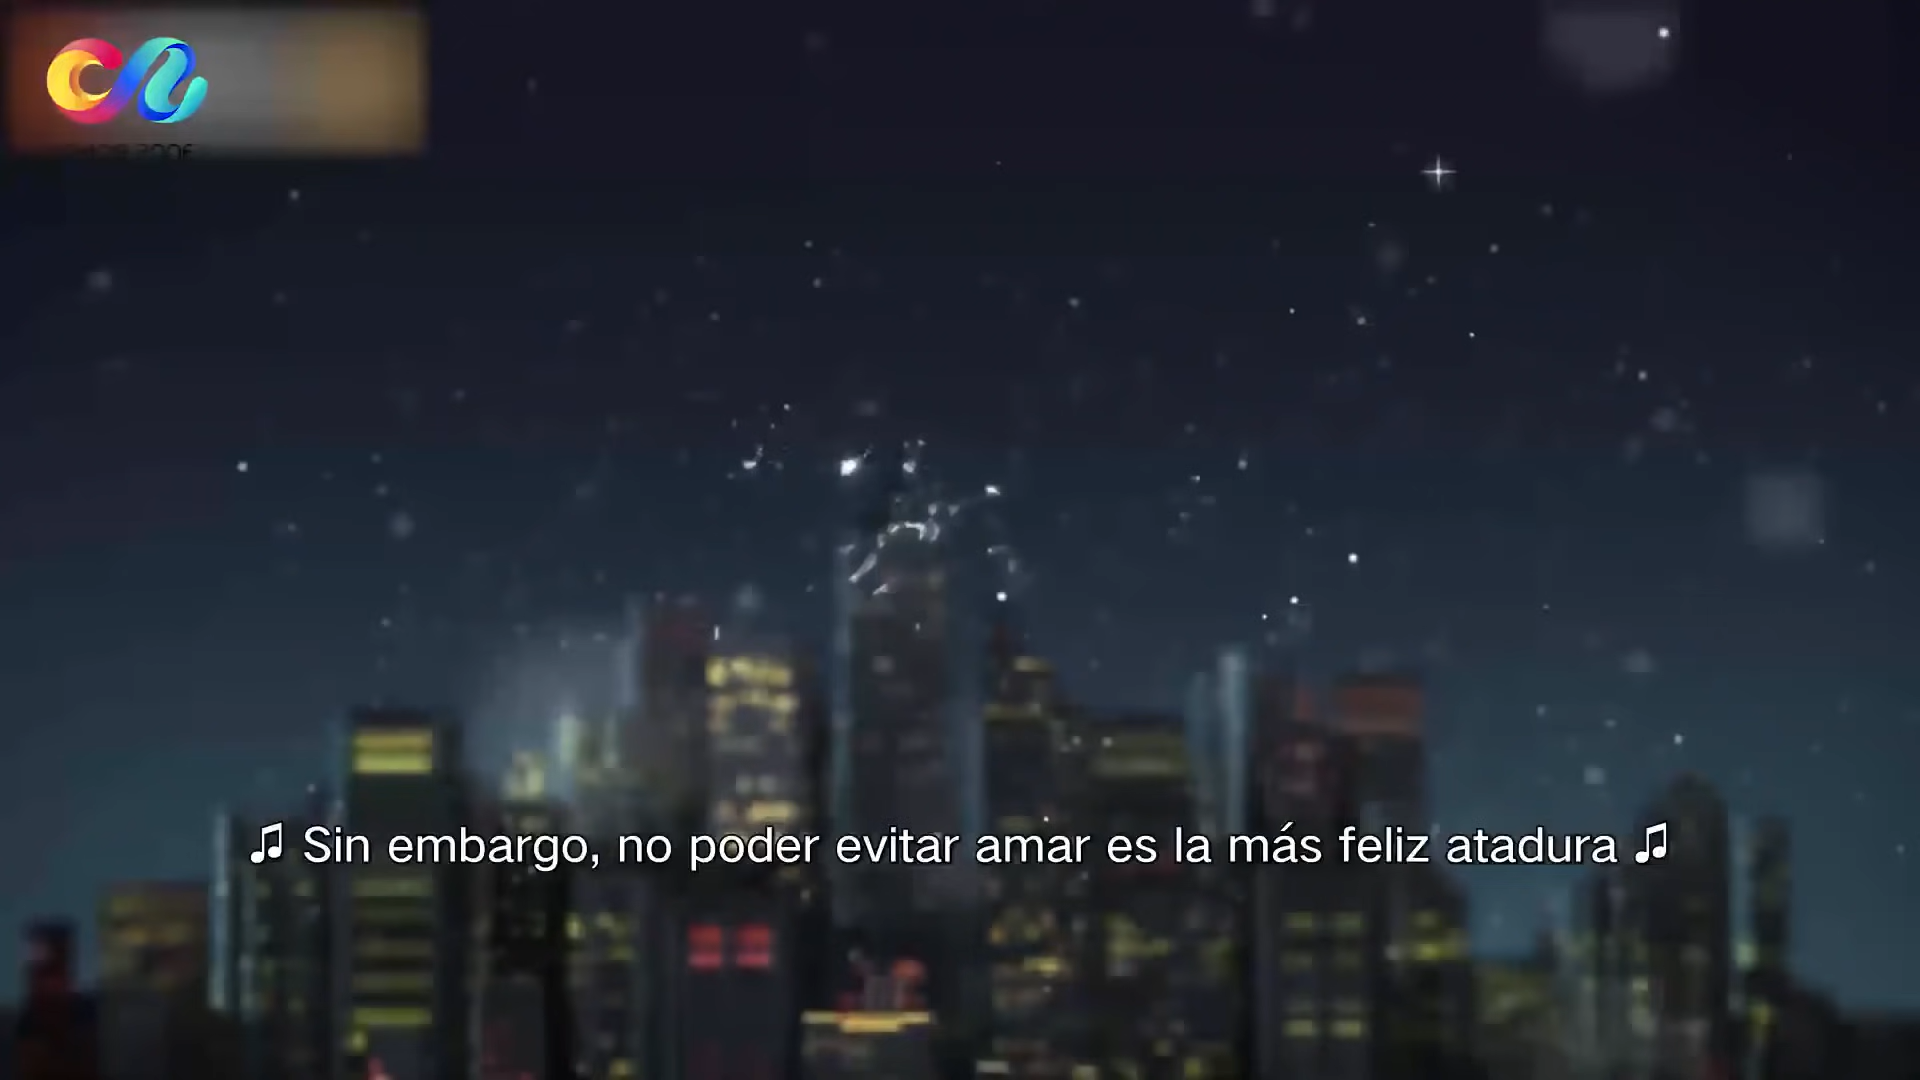 ♫ Sin embargo, no poder evitar amar es la más feliz atadura ♫